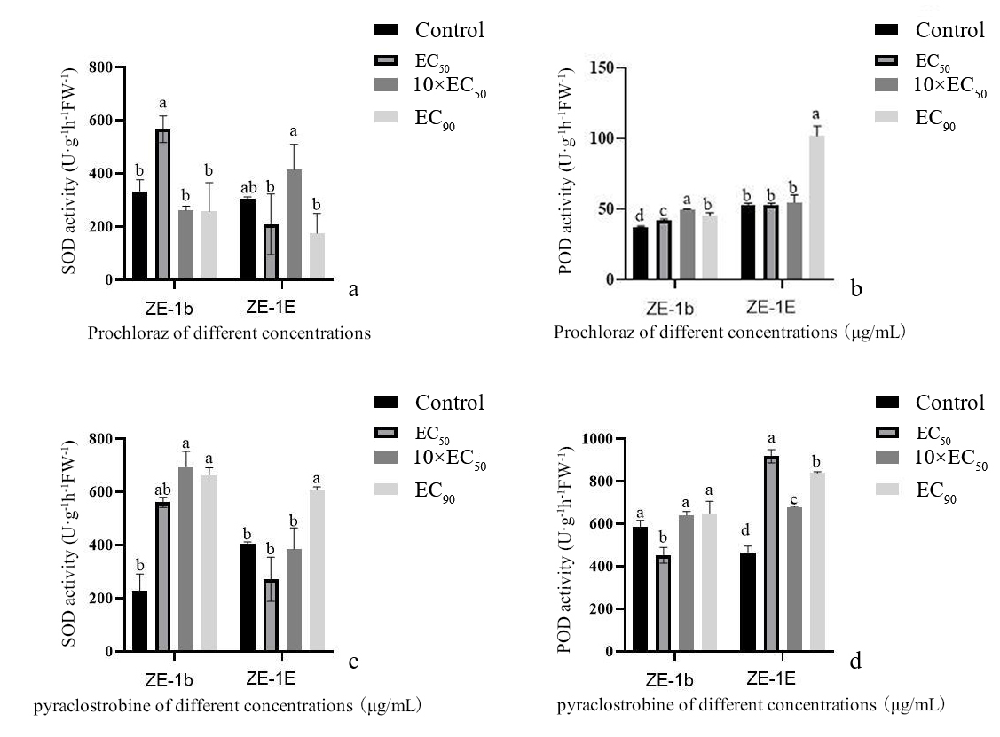 Control
EC50
10×EC50
EC90
SOD activity (U·g-1h-1FW-1)
800
600
400
200
0
b a b b ab b a b
ZE-1b ZE-1E
a
Prochloraz of different concentrations
Control
EC50
10×EC50
EC90
POD activity (U·g-1h-1FW-1)
150
100
50
0
d c a b b b b a
ZE-1b ZE-1E
b
Prochloraz of different concentrations (μg/mL)
Control
EC50
10×EC50
EC90
SOD activity (U·g-1h-1FW-1)
800
600
400
200
0
b ab a a b b b a
ZE-1b ZE-1E
c
pyraclostrobine of different concentrations (μg/mL)
Control
EC50
10×EC50
EC90
POD activity (U·g-1h-1FW-1)
1000
800
600
400
200
0
a b a a d a c b
ZE-1b ZE-1E
d
pyraclostrobine of different concentrations (μg/mL)